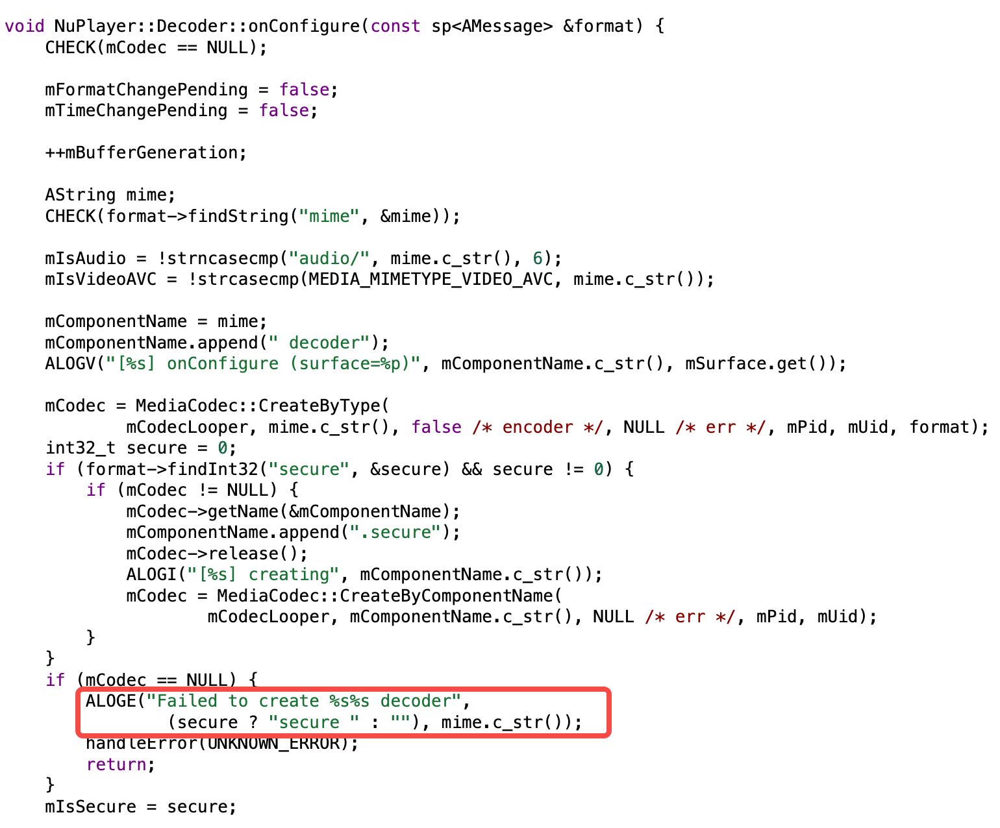 void NuPlayer::Decoder::onConfigure(const sp<AMessage> &format) {
    CHECK(mCodec == NULL);

    mFormatChangePending = false;
    mTimeChangePending = false;

    ++mBufferGeneration;

    AString mime;
    CHECK(format->findString("mime", &mime));

    mIsAudio = !strncasecmp("audio/", mime.c_str(), 6);
    mIsVideoAVC = !strcasecmp(MEDIA_MIMETYPE_VIDEO_AVC, mime.c_str());

    mComponentName = mime;
    mComponentName.append(" decoder");
    ALOGV("[%s] onConfigure (surface=%p)", mComponentName.c_str(), mSurface.get());

    mCodec = MediaCodec::CreateByType(
            mCodecLooper, mime.c_str(), false /* encoder */, NULL /* err */, mPid, mUid, format);
    int32_t secure = 0;
    if (format->findInt32("secure", &secure) && secure != 0) {
        if (mCodec != NULL) {
            mCodec->getName(&mComponentName);
            mComponentName.append(".secure");
            mCodec->release();
            ALOGI("[%s] creating", mComponentName.c_str());
            mCodec = MediaCodec::CreateByComponentName(
                    mCodecLooper, mComponentName.c_str(), NULL /* err */, mPid, mUid);
        }
    }
    if (mCodec == NULL) {
        ALOGE("Failed to create %s%s decoder",
                (secure ? "secure " : ""), mime.c_str());
        handleError(UNKNOWN_ERROR);
        return;
    }
    mIsSecure = secure;